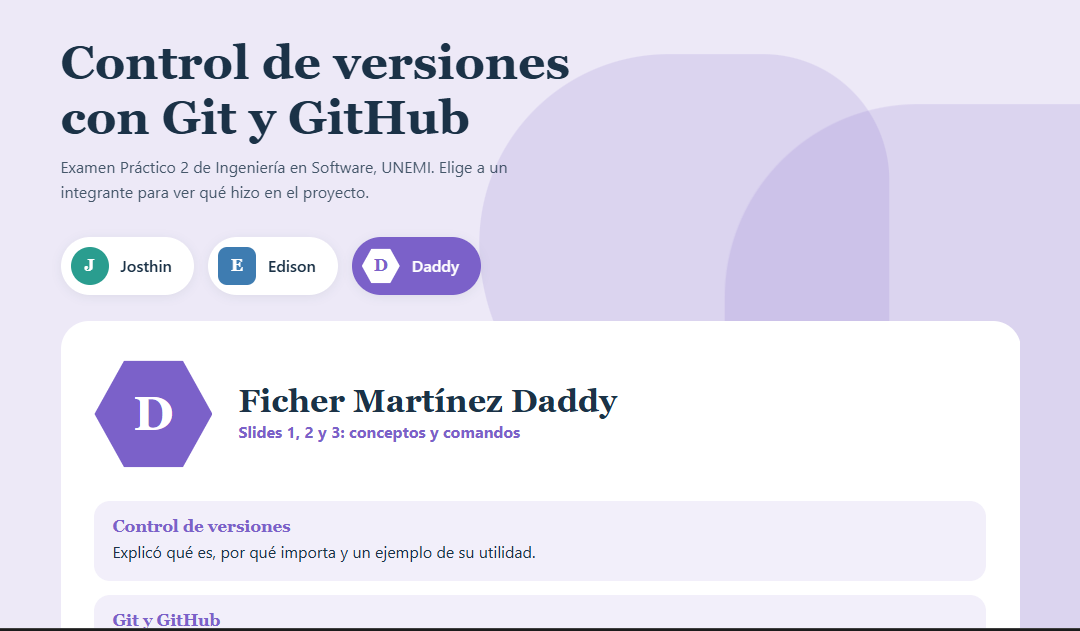 Control de versiones
con Git y GitHub
Examen Práctico 2 de Ingeniería en Software, UNEMI. Elige a un
integrante para ver qué hizo en el proyecto.
J Josthin E Edison D Daddy
D
Ficher Martínez Daddy
Slides 1, 2 y 3: conceptos y comandos
Control de versiones
Explicó qué es, por qué importa y un ejemplo de su utilidad.
Git y GitHub